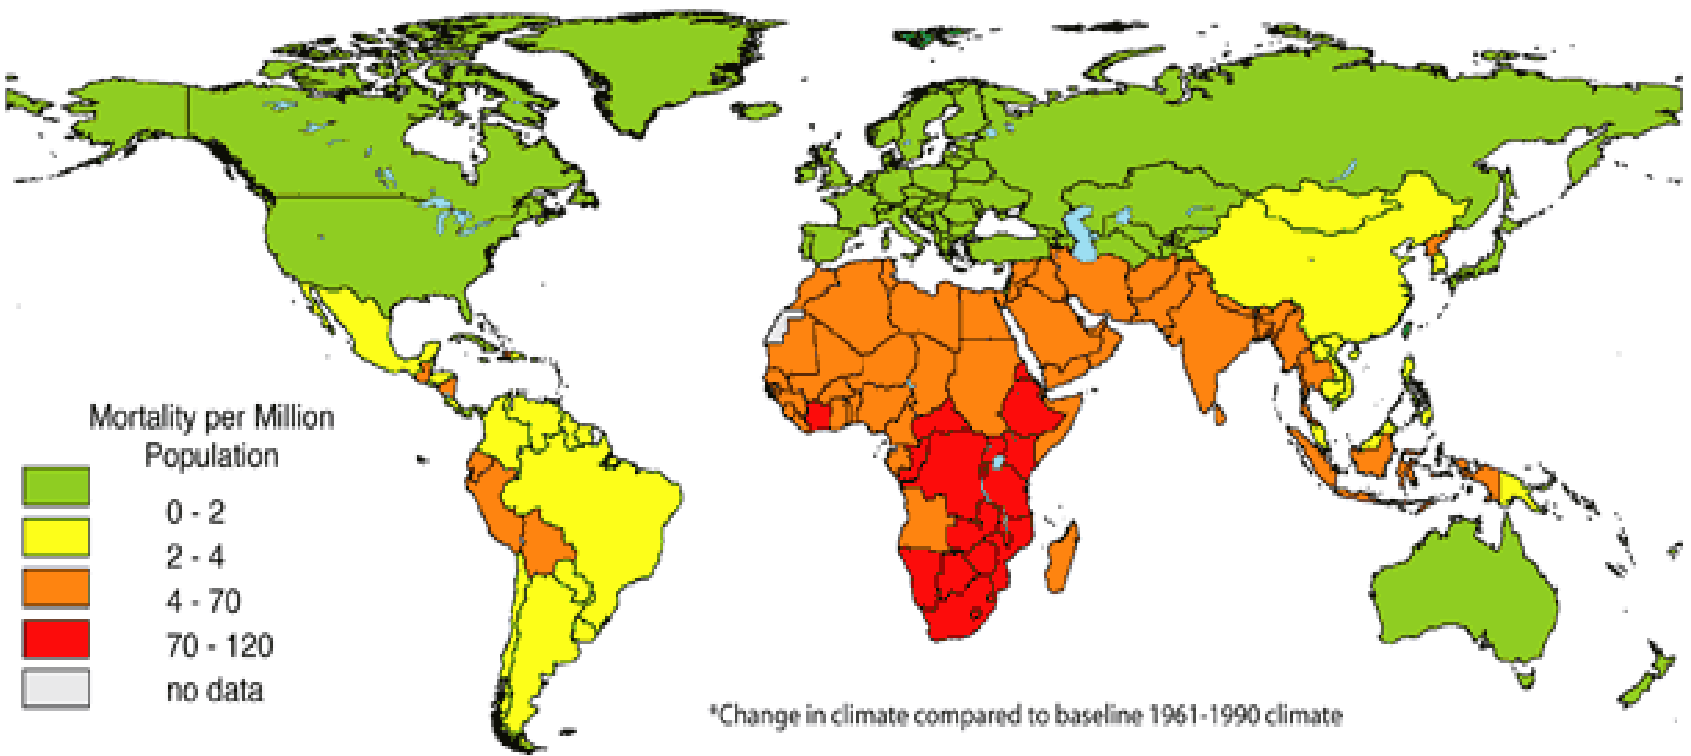 Mortality per Million
Population
0 - 2
2 - 4
4 - 70
70 - 120
no data
*Change in climate compared to baseline 1961-1990 climate